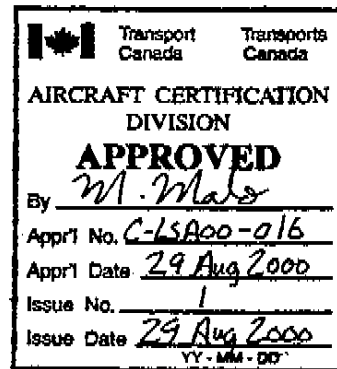 Transport Transports
Canada Canada
AIRCRAFT CERTIFICATION
DIVISION
APPROVED
By M. Malo
Appr'l No. C-LSA00-016
Appr'l Date 29 Aug 2000
Issue No. 1
Issue Date 29 Aug 2000
YY - MM - DD